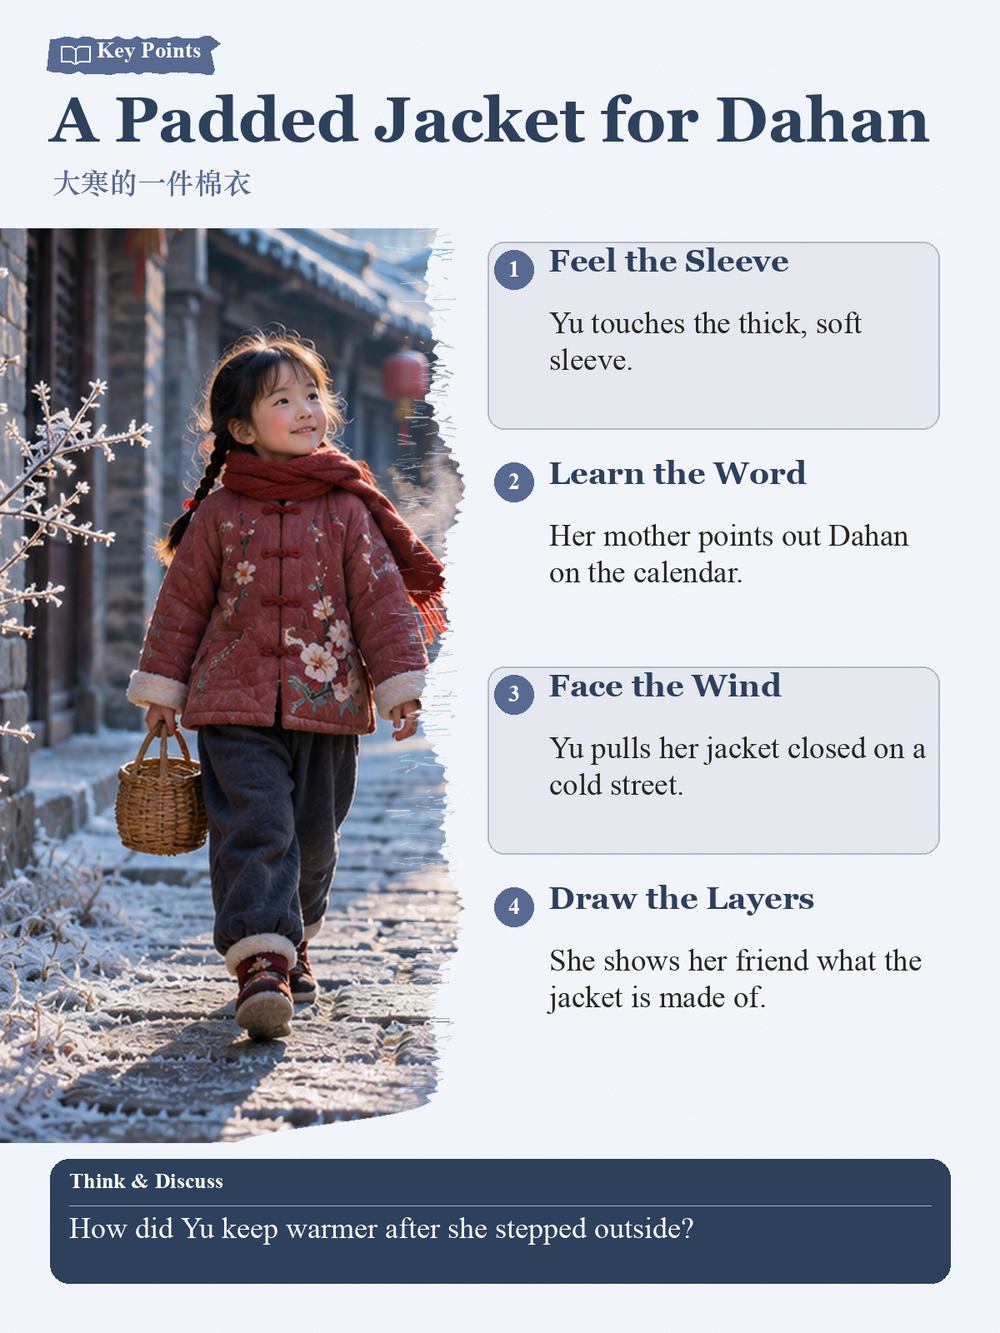 Key Points
A Padded Jacket for Dahan
大寒的一件棉衣
1
Feel the Sleeve
Yu touches the thick, soft
sleeve.
2
Learn the Word
Her mother points out Dahan
on the calendar.
3
Face the Wind
Yu pulls her jacket closed on a
cold street.
4
Draw the Layers
She shows her friend what the
jacket is made of.
Think & Discuss
How did Yu keep warmer after she stepped outside?